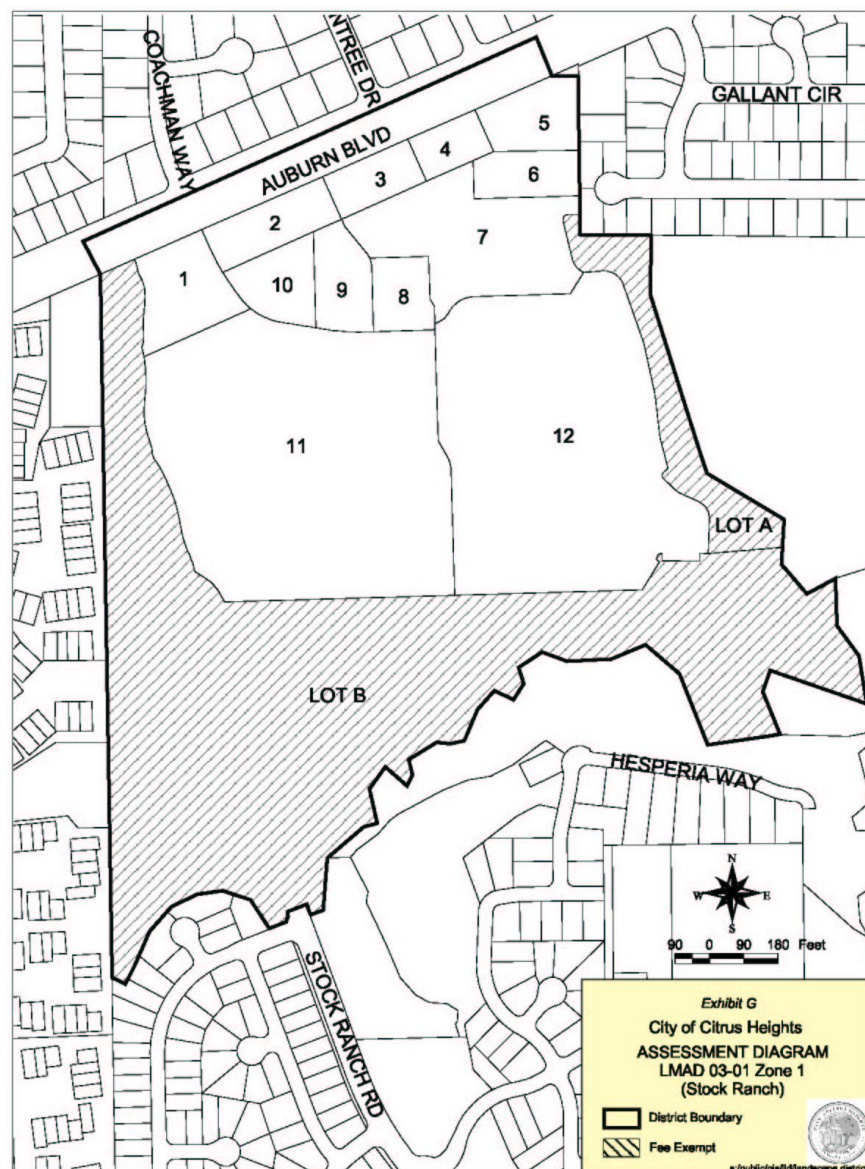 COACHMAN WAY
NTREE DR
GALLANT CIR
AUBURN BLVD
5
4
3
6
2
7
1
10
9
8
11
12
LOT A
LOT B
HESPERIA WAY
N
W E
S
90 0 90 180 Feet
STOCK RANCH RD
Exhibit G
City of Citrus Heights
ASSESSMENT DIAGRAM
LMAD 03-01 Zone 1
(Stock Ranch)
District Boundary
Fee Exempt